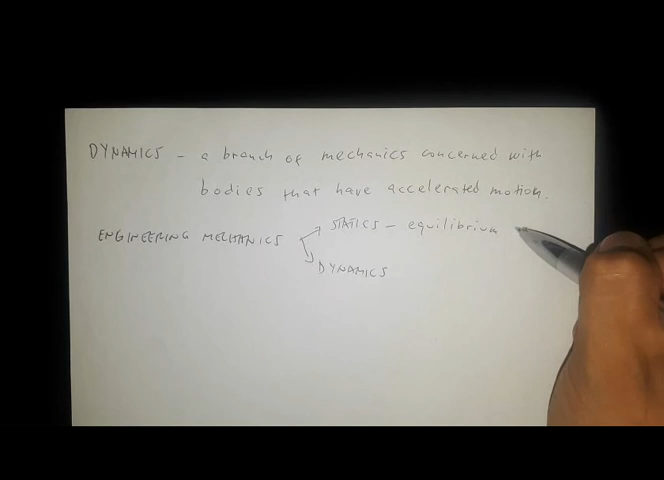 DYNAMICS - a branch of mechanics concerned with
bodies that have accelerated motion.
ENGINEERING MECHANICS
STATICS - equilibrium
DYNAMICS